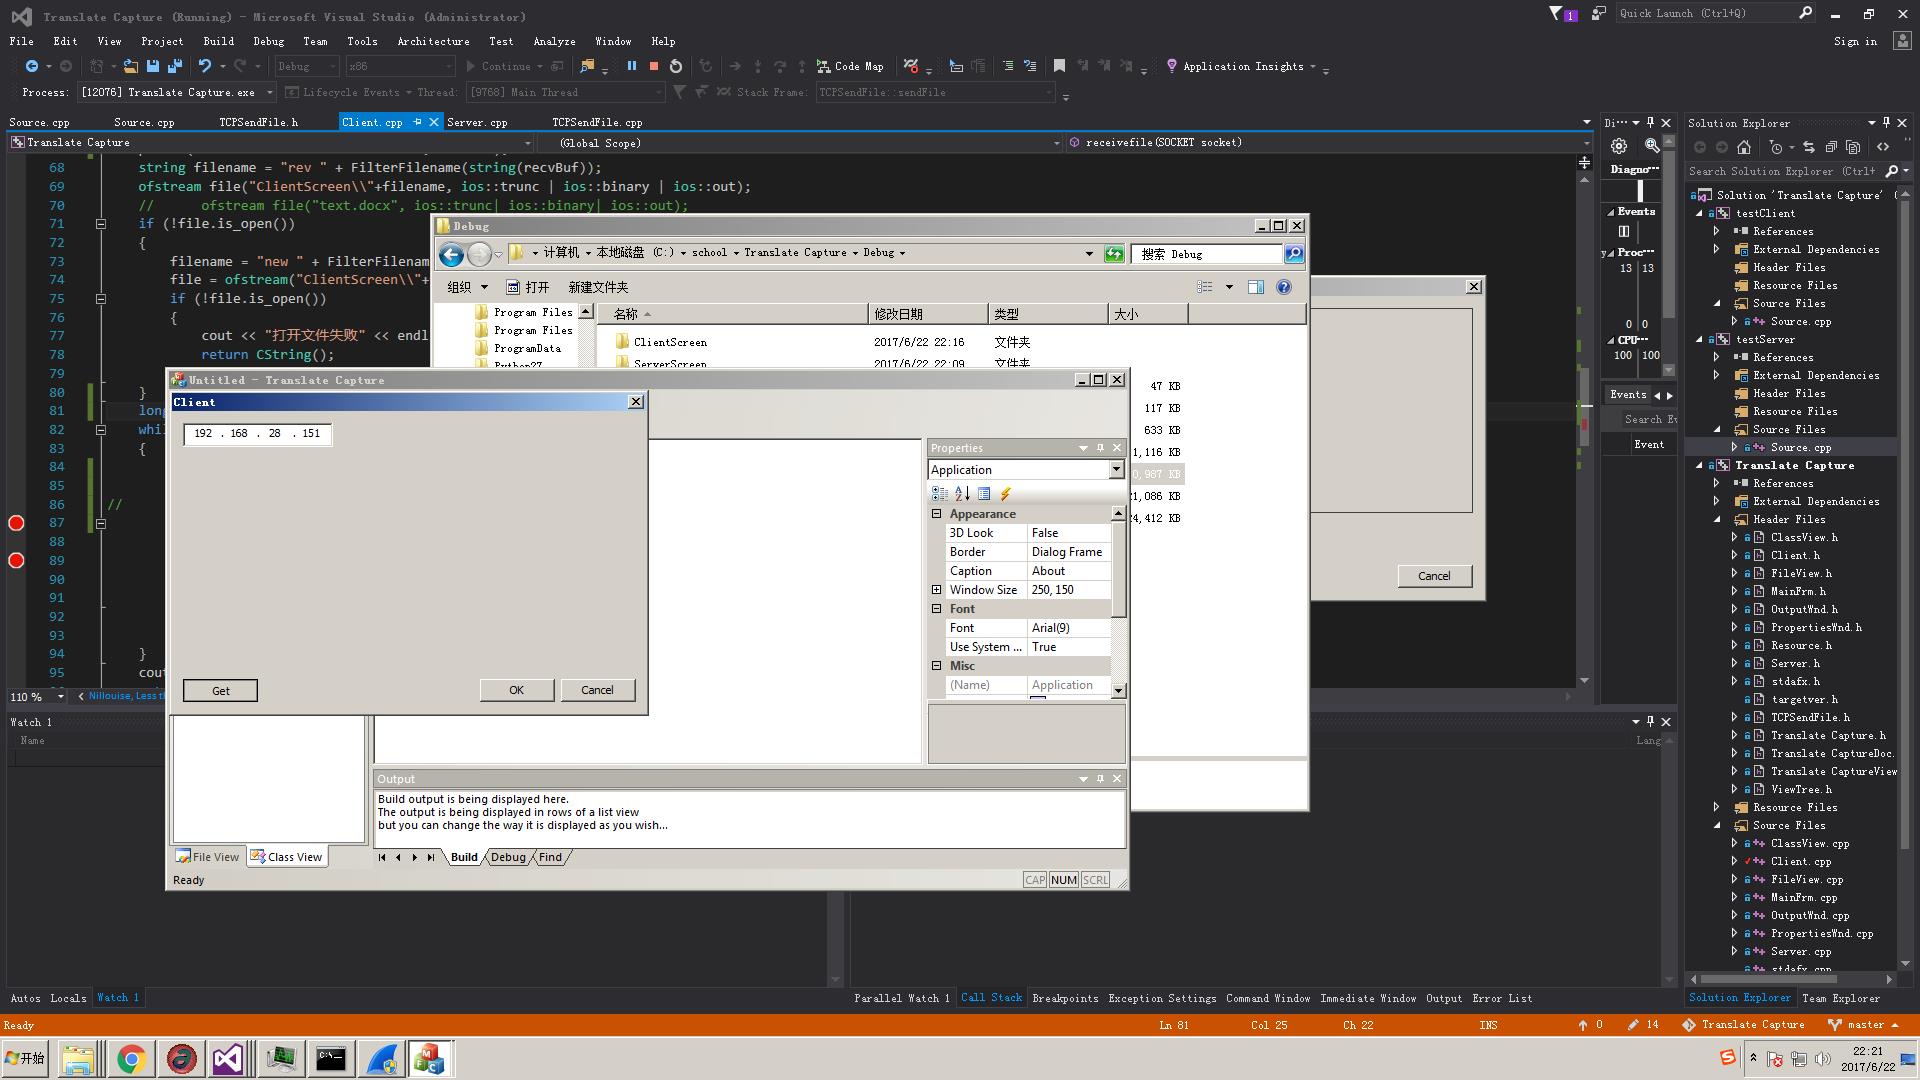 Translate Capture (Running) - Microsoft Visual Studio (Administrator)
1
Quick Launch (Ctrl+Q)
File Edit View Project Build Debug Team Tools Architecture Test Analyze Window Help
Sign in
Debug x86 Continue Code Map Application Insights
Process: [12076] Translate Capture.exe Lifecycle Events Thread: [9768] Main Thread Stack Frame: TCPSendFile::sendFile
Source.cpp Source.cpp TCPSendFile.h Client.cpp Server.cpp TCPSendFile.cpp
Translate Capture (Global Scope) receivefile(SOCKET socket)
68 string filename = "rev " + FilterFilename(string(recvBuf));
69 ofstream file("ClientScreen\\"+filename, ios::trunc | ios::binary | ios::out);
70 // ofstream file("text.docx", ios::trunc| ios::binary| ios::out);
71 if (!file.is_open())
72 {
73 filename = "new " + FilterFilenam
74 file = ofstream("ClientScreen\\"+
75 if (!file.is_open())
76 {
77 cout << "打开文件失败" << endl
78 return CString();
79
80 }
81 long
82 whil
83 {
84
85
86 //
87
88
89
90
91
92
93
94 }
95 cout
110 % Nillouise, Less th
Debug
计算机 本地磁盘 (C:) school Translate Capture Debug
搜索 Debug
组织 打开 新建文件夹
名称 修改日期 类型 大小
Program Files
Program Files
ProgramData
Python27
ClientScreen 2017/6/22 22:16 文件夹
ServerScreen 2017/6/22 22:09 文件夹
47 KB
117 KB
633 KB
1,116 KB
987 KB
1,086 KB
4,412 KB
Cancel
Untitled - Translate Capture
Client
192 . 168 . 28 . 151
Get OK Cancel
Properties
Application
Appearance
3D Look False
Border Dialog Frame
Caption About
Window Size 250, 150
Font
Font Arial(9)
Use System ... True
Misc
(Name) Application
Output
Build output is being displayed here.
The output is being displayed in rows of a list view
but you can change the way it is displayed as you wish...
File View Class View
Build Debug Find
Ready
CAP NUM SCRL
Watch 1
Name
Lang
Autos Locals Watch 1
Parallel Watch 1 Call Stack Breakpoints Exception Settings Command Window Immediate Window Output Error List
Di...
Diagno...
Events
Proc...
13 13
0 0
CPU...
100 100
Events
Search
Event
Solution Explorer
Search Solution Explorer (Ctrl+
Solution 'Translate Capture' (
testClient
References
External Dependencies
Header Files
Resource Files
Source Files
Source.cpp
testServer
References
External Dependencies
Header Files
Resource Files
Source Files
Source.cpp
Translate Capture
References
External Dependencies
Header Files
ClassView.h
Client.h
FileView.h
MainFrm.h
OutputWnd.h
PropertiesWnd.h
Resource.h
Server.h
stdafx.h
targetver.h
TCPSendFile.h
Translate Capture.h
Translate CaptureDoc.
Translate CaptureView
ViewTree.h
Resource Files
Source Files
ClassView.cpp
Client.cpp
FileView.cpp
MainFrm.cpp
OutputWnd.cpp
PropertiesWnd.cpp
Server.cpp
stdafx.cpp
Solution Explorer Team Explorer
Ready Ln 81 Col 25 Ch 22 INS 0 14 Translate Capture master
开始
22:21
2017/6/22